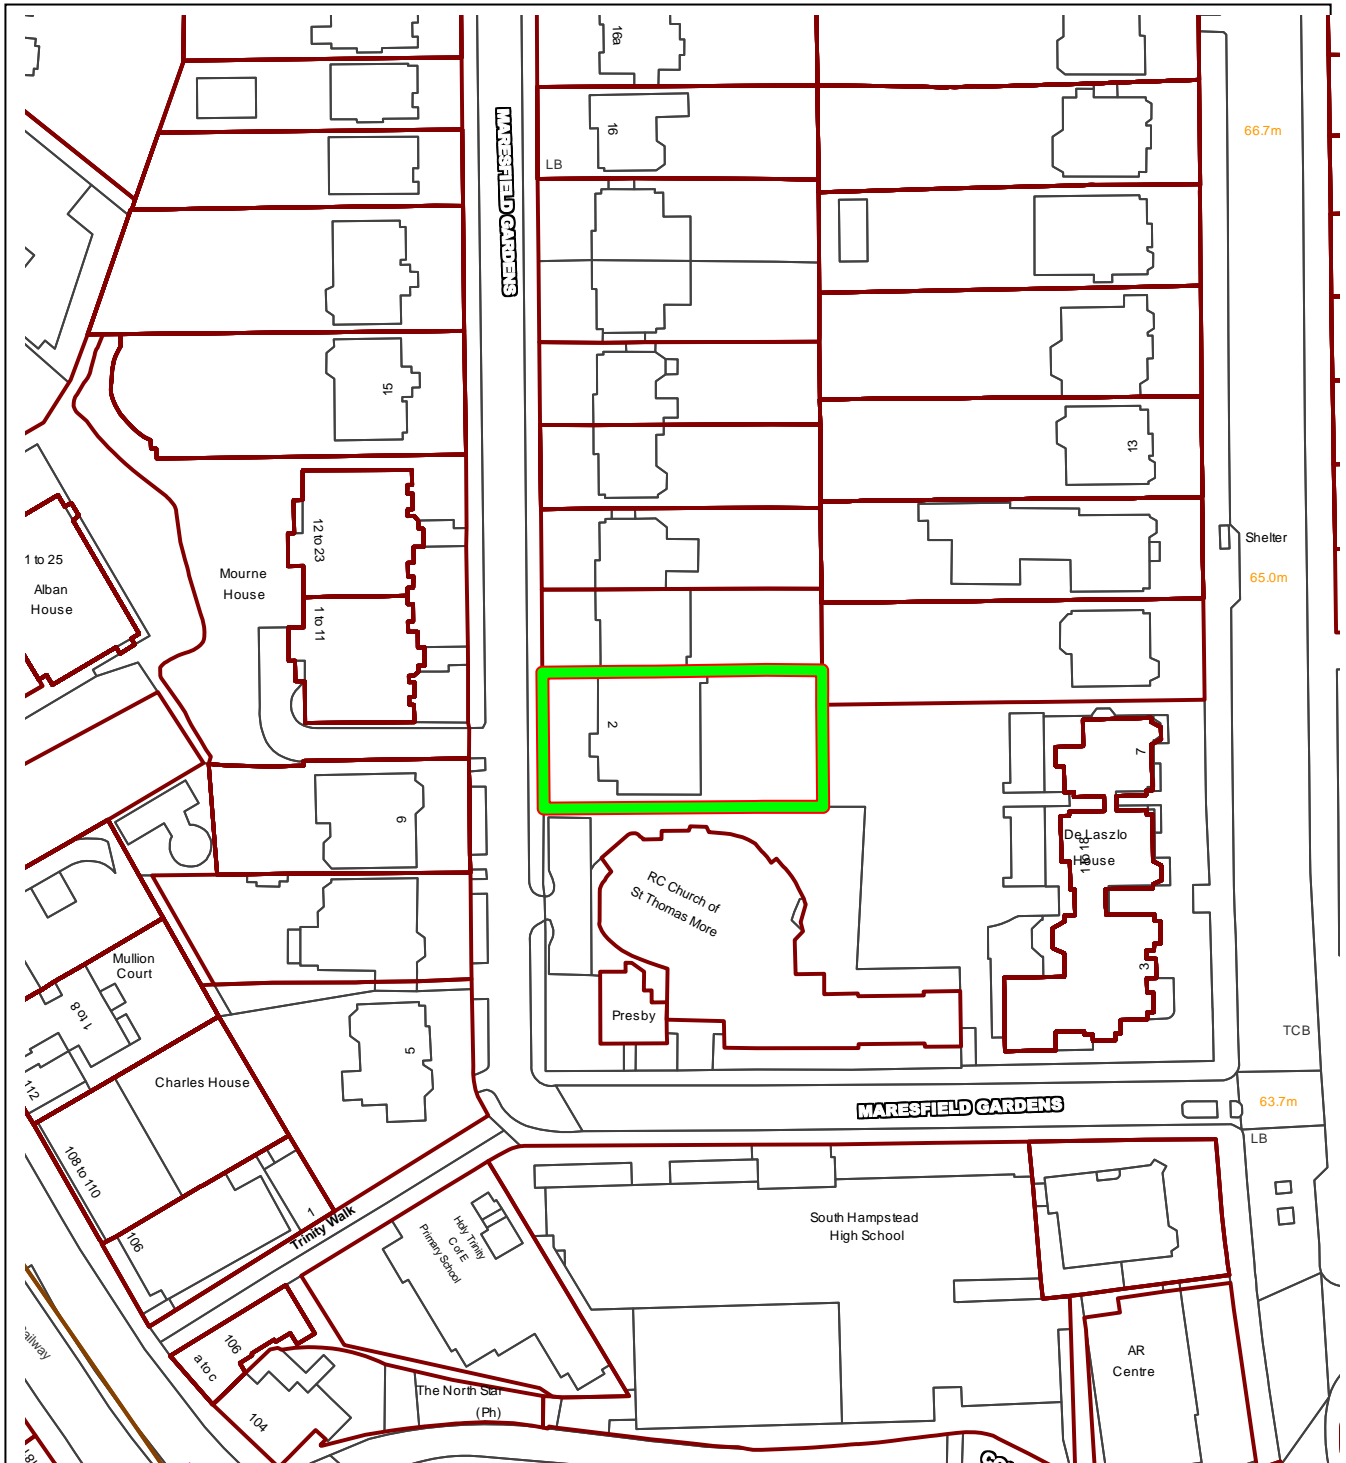 16a
MARESFIELD GARDENS
16
LB
66.7m
15
13
12 to 23
1 to 25
Alban
House
Mourne
House
1 to 11
Shelter
65.0m
2
7
9
De Laszlo
House
RC Church of
St Thomas More
3
Mullion
Court
1 to 8
Presby
5
TCB
112
Charles House
MARESFIELD GARDENS
63.7m
LB
108 to 110
106
1
Trinity Walk
Holy Trinity
C of E
Primary School
South Hampstead
High School
106
a to c
The North Star
(Ph)
104
AR
Centre